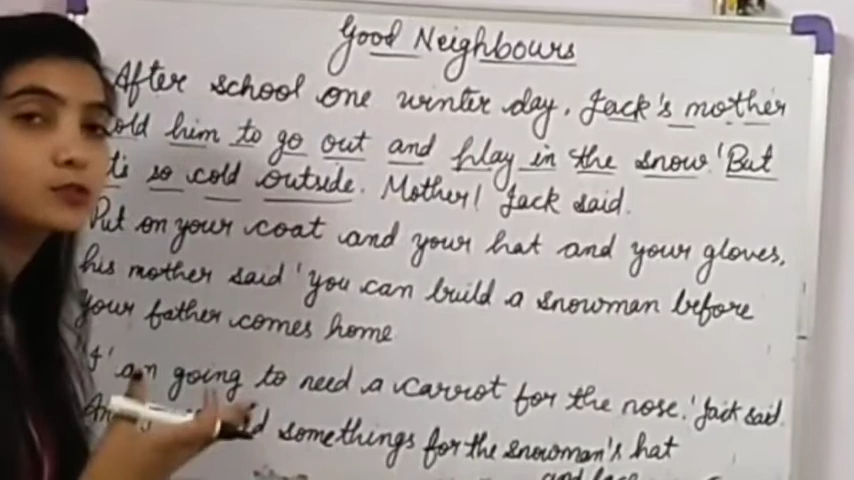 Good Neighbours
After school one winter day. Jack's mother
told him to go out and play in the snow. 'But
it's so cold outside. Mother! Jack said.
Put on your coat and your hat and your gloves,
his mother said 'you can build a snowman before
your father comes home
'I' am going to need a carrot for the nose.' Jack said.
somethings for the snowman's hat
and face